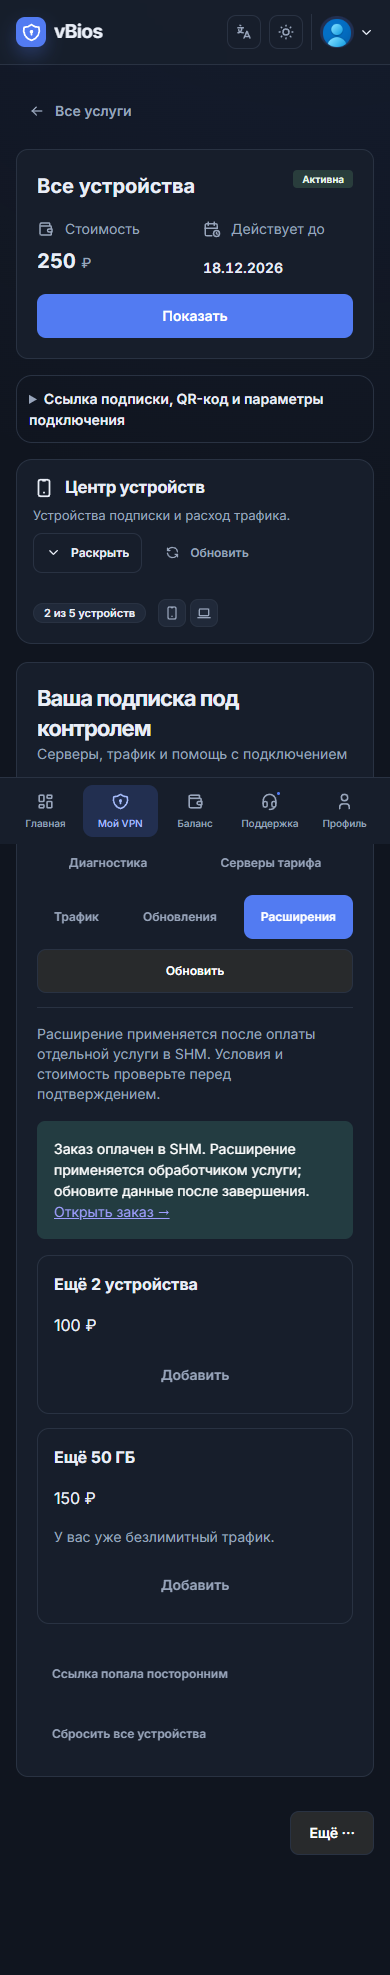 vBios
Все услуги
Все устройства
Активна
Стоимость
Действует до
250 ₽
18.12.2026
Показать
Ссылка подписки, QR-код и параметры
подключения
Центр устройств
Устройства подписки и расход трафика.
Раскрыть
Обновить
2 из 5 устройств
Ваша подписка под
контролем
Серверы, трафик и помощь с подключением
Главная
Мой VPN
Баланс
Поддержка
Профиль
Диагностика
Серверы тарифа
Трафик
Обновления
Расширения
Обновить
Расширение применяется после оплаты
отдельной услуги в SHM. Условия и
стоимость проверьте перед
подтверждением.
Заказ оплачен в SHM. Расширение
применяется обработчиком услуги;
обновите данные после завершения.
Открыть заказ →
Ещё 2 устройства
100 ₽
Добавить
Ещё 50 ГБ
150 ₽
У вас уже безлимитный трафик.
Добавить
Ссылка попала посторонним
Сбросить все устройства
Ещё ···